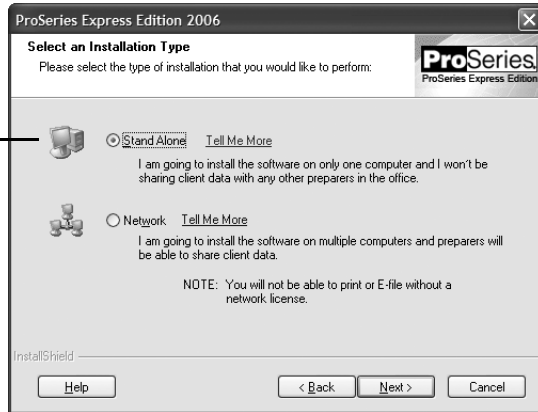 ProSeries Express Edition 2006
Select an Installation Type
Please select the type of installation that you would like to perform:
ProSeries.
ProSeries Express Edition
Stand Alone Tell Me More
I am going to install the software on only one computer and I won't be
sharing client data with any other preparers in the office.
Network Tell Me More
I am going to install the software on multiple computers and preparers will
be able to share client data.
NOTE: You will not be able to print or E-file without a
network license.
InstallShield
Help
< Back
Next >
Cancel